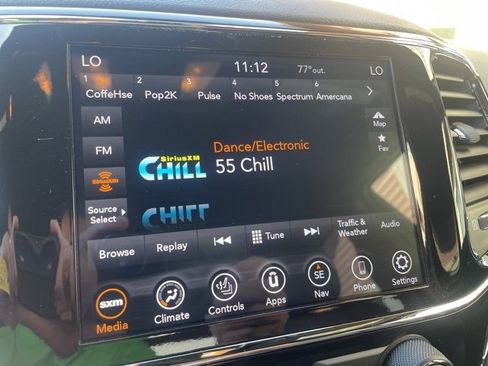 LO 11:12 77° out. LO
1 2 3 4 5 6
CoffeHse Pop2K Pulse No Shoes Spectrum Amercana
AM
Map
Dance/Electronic
SiriusXM
CHILL
55 Chill
FM
Fav
SiriusXM
Source
Select
CHILL
Browse Replay Tune Traffic &
Weather Audio
sxm SE
Media Climate Controls Apps Nav Phone Settings